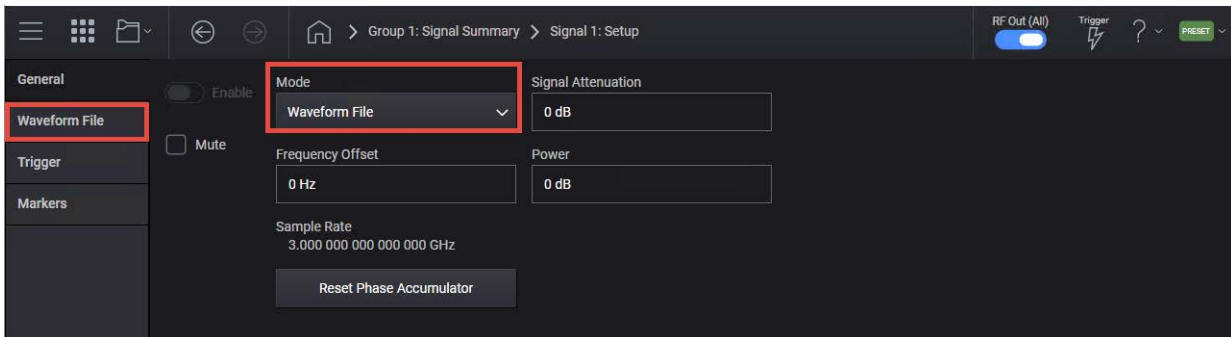 Group 1: Signal Summary > Signal 1: Setup
RF Out (All)
Trigger
?
PRESET
General
Waveform File
Trigger
Markers
Enable
Mute
Mode
Waveform File
Signal Attenuation
0 dB
Frequency Offset
0 Hz
Power
0 dB
Sample Rate
3.000 000 000 000 000 GHz
Reset Phase Accumulator